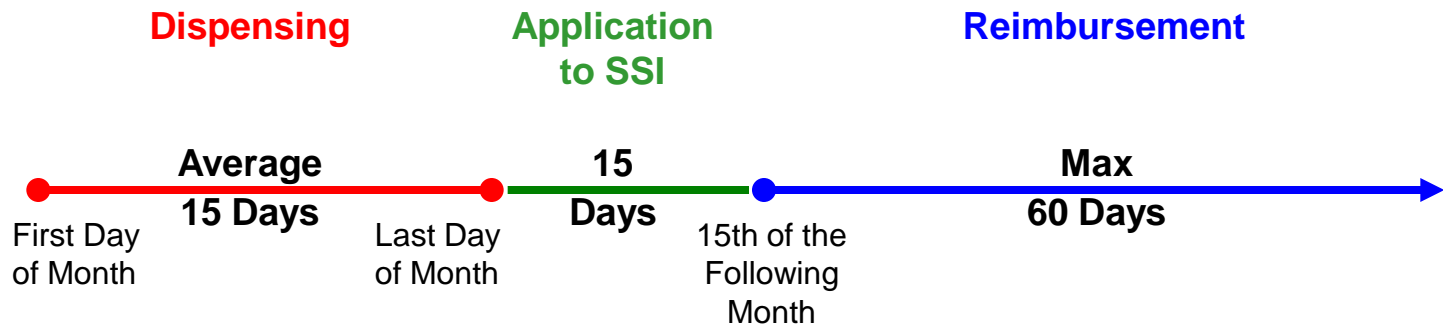 Dispensing
Application
to SSI
Reimbursement
Average
15 Days
15
Days
Max
60 Days
First Day
of Month
Last Day
of Month
15th of the
Following
Month